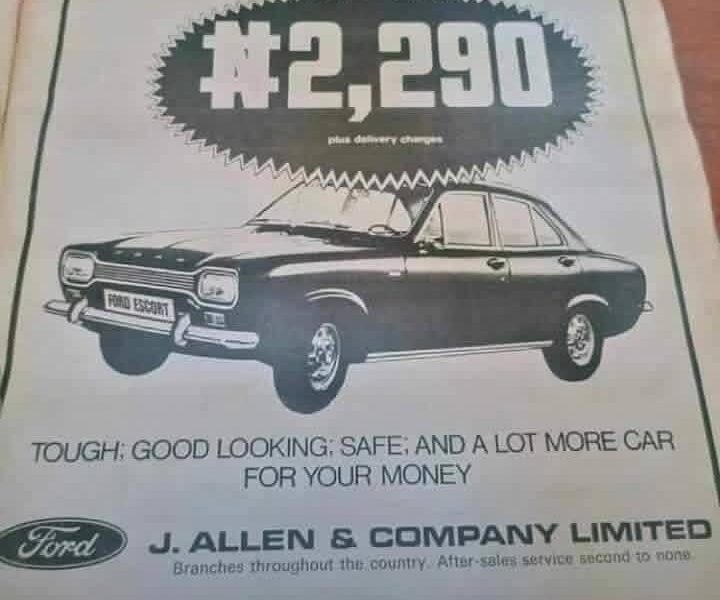 ₦2,290
plus delivery charges
FORD
FORD ESCORT
TOUGH; GOOD LOOKING; SAFE; AND A LOT MORE CAR
FOR YOUR MONEY
Ford
J. ALLEN & COMPANY LIMITED
Branches throughout the country. After-sales service second to none.